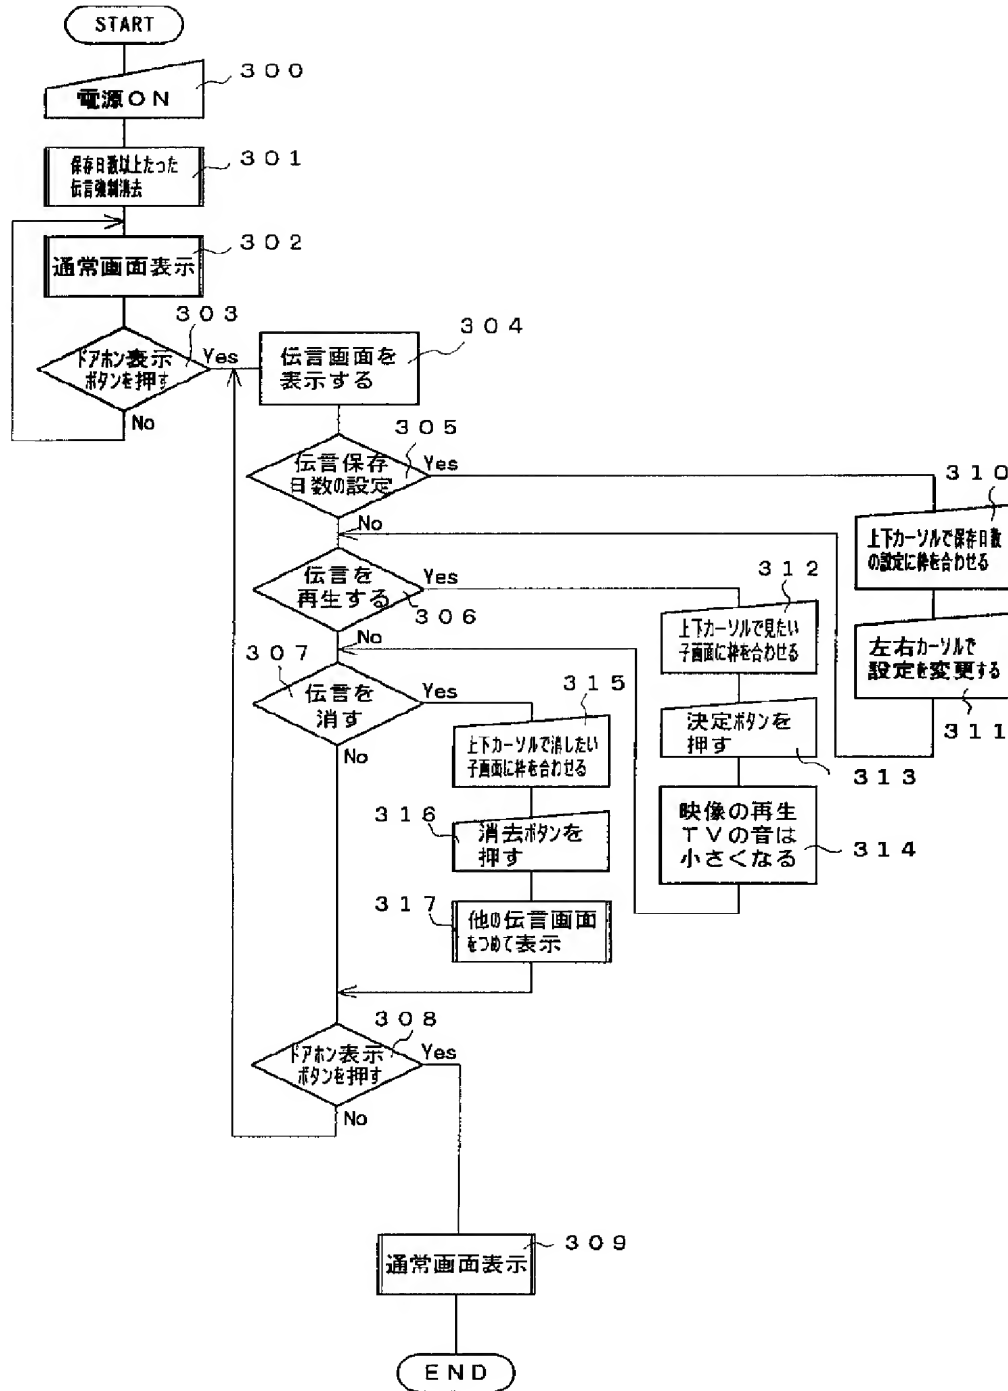 START
300
電源ON
保存日数以上たった
伝言強制消去
301
302
通常画面表示
303
ドアホン表示
ボタンを押す
Yes
No
304
伝言画面を
表示する
305
伝言保存
日数の設定
Yes
No
310
上下カーソルで保存日数
の設定に枠を合わせる
左右カーソルで
設定を変更する
311
伝言を
再生する
Yes
306
No
312
上下カーソルで見たい
子画面に枠を合わせる
決定ボタンを
押す
313
映像の再生
TVの音は
小さくなる
314
307
伝言を
消す
Yes
No
315
上下カーソルで消したい
子画面に枠を合わせる
316
消去ボタンを
押す
317
他の伝言画面
をつめて表示
308
ドアホン表示
ボタンを押す
Yes
No
309
通常画面表示
END